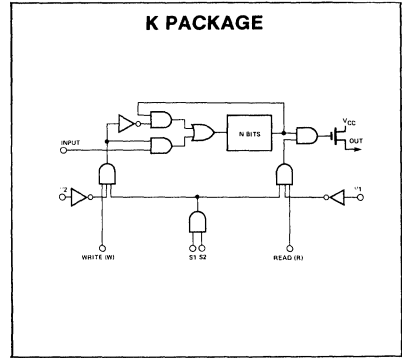 K PACKAGE
VCC
OUT
N BITS
INPUT
WRITE (W)
S1 S2
READ (R)